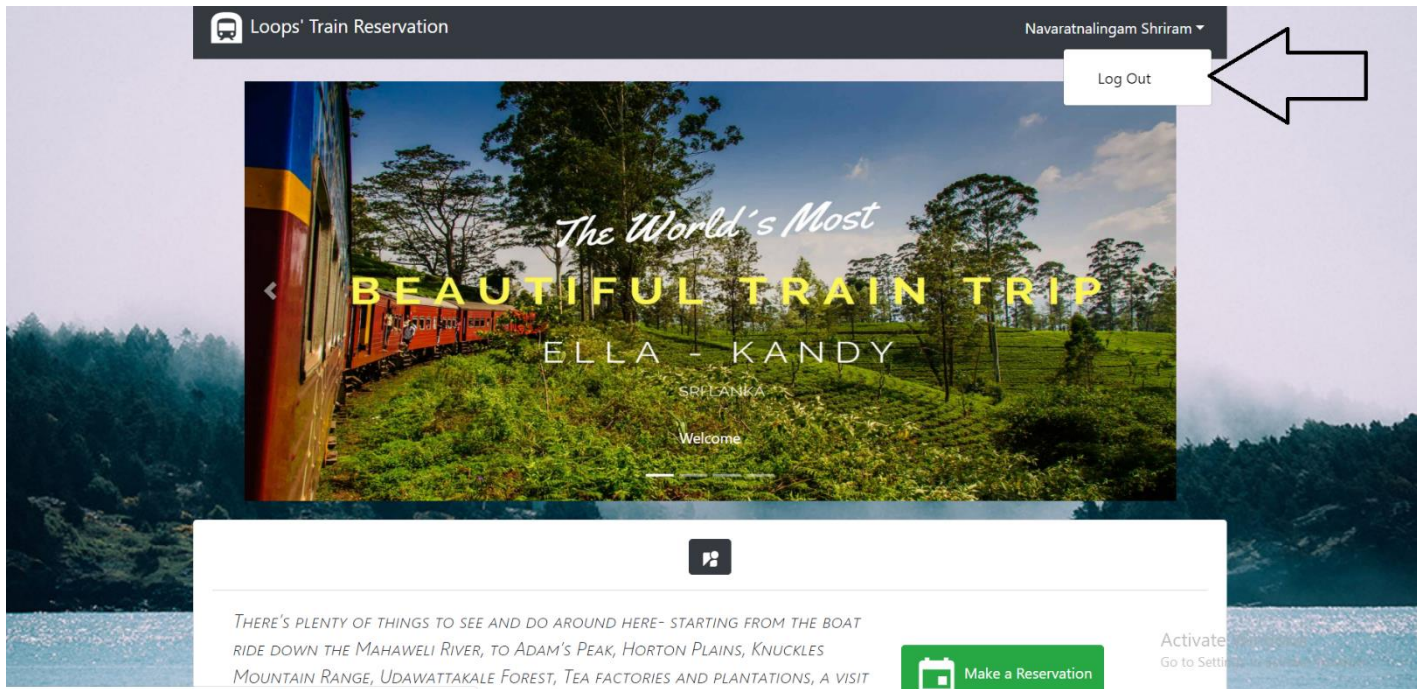 Loops' Train Reservation
Navaratnalingam Shriram
Log Out
The World's Most
BEAUTIFUL TRAIN TRIP
ELLA - KANDY
SRI LANKA
Welcome
THERE'S PLENTY OF THINGS TO SEE AND DO AROUND HERE- STARTING FROM THE BOAT
RIDE DOWN THE MAHAWELI RIVER, TO ADAM'S PEAK, HORTON PLAINS, KNUCKLES
MOUNTAIN RANGE, UDAWATTAKALE FOREST, TEA FACTORIES AND PLANTATIONS, A VISIT
Make a Reservation
Activate
Go to